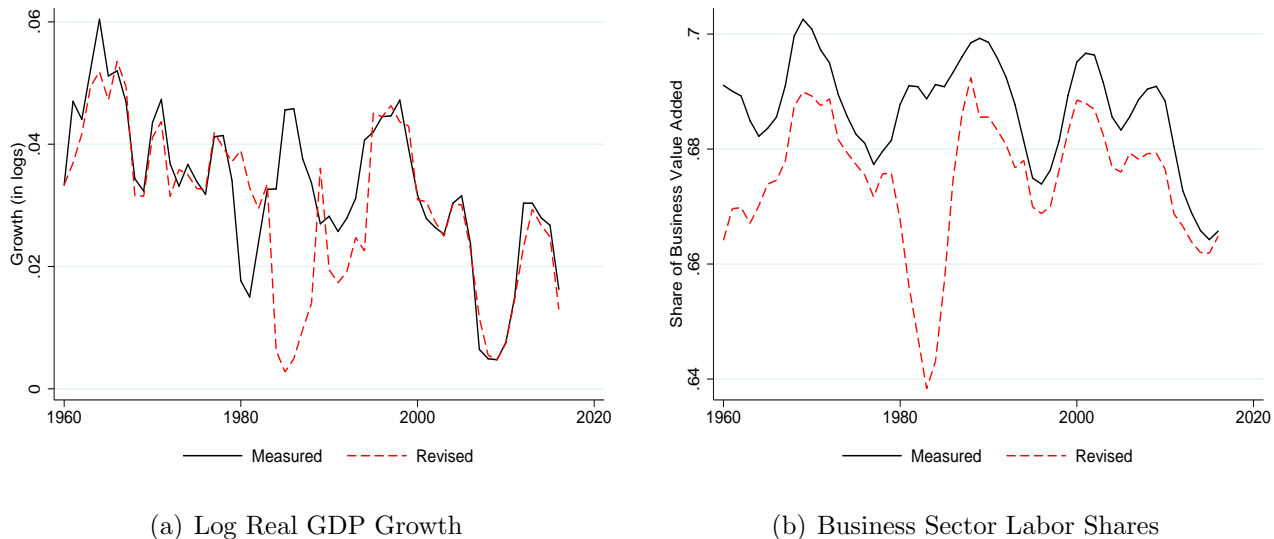 Growth (in logs)
.06
.04
.02
0
1960
1980
2000
2020
Measured
Revised
(a) Log Real GDP Growth
Share of Business Value Added
.7
.68
.66
.64
1960
1980
2000
2020
Measured
Revised
(b) Business Sector Labor Shares